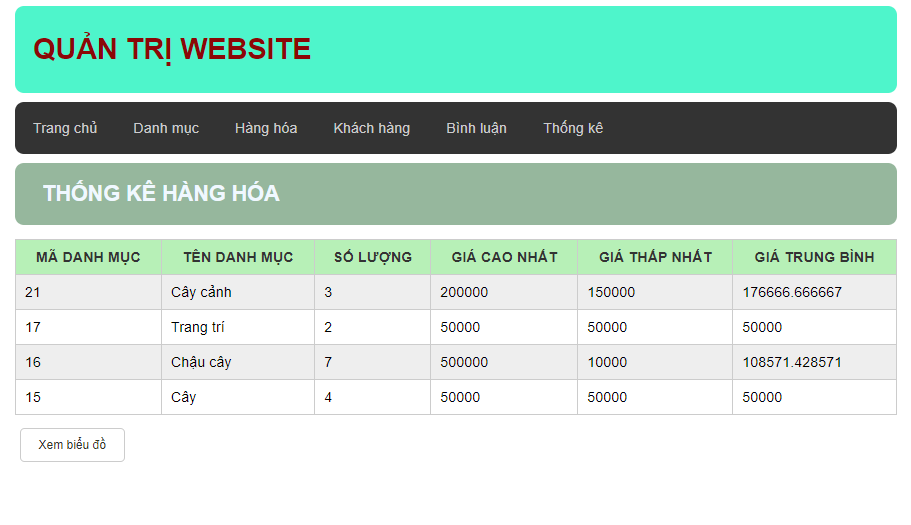 QUẢN TRỊ WEBSITE
Trang chủ Danh mục Hàng hóa Khách hàng Bình luận Thống kê
THỐNG KÊ HÀNG HÓA
MÃ DANH MỤC TÊN DANH MỤC SỐ LƯỢNG GIÁ CAO NHẤT GIÁ THẤP NHẤT GIÁ TRUNG BÌNH
21 Cây cảnh 3 200000 150000 176666.666667
17 Trang trí 2 50000 50000 50000
16 Chậu cây 7 500000 10000 108571.428571
15 Cây 4 50000 50000 50000
Xem biểu đồ